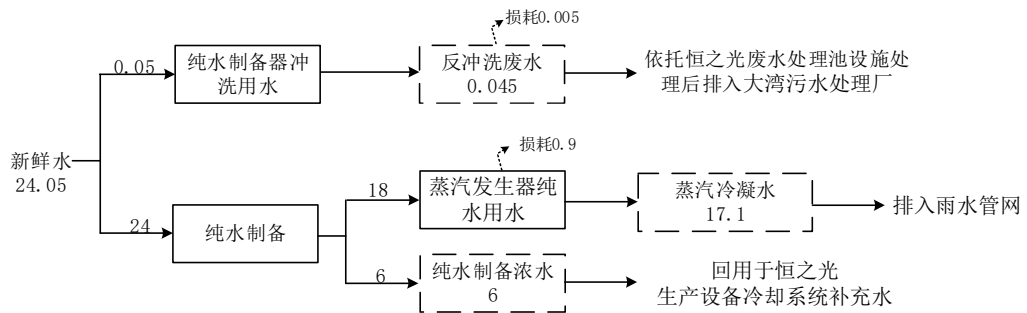 损耗0.005
0.05
纯水制备器冲
洗用水
反冲洗废水
0.045
依托恒之光废水处理池设施处
理后排入大湾污水处理厂
新鲜水
24.05
损耗0.9
24
纯水制备
18
蒸汽发生器纯
水用水
蒸汽冷凝水
17.1
排入雨水管网
6
纯水制备浓水
6
回用于恒之光
生产设备冷却系统补充水